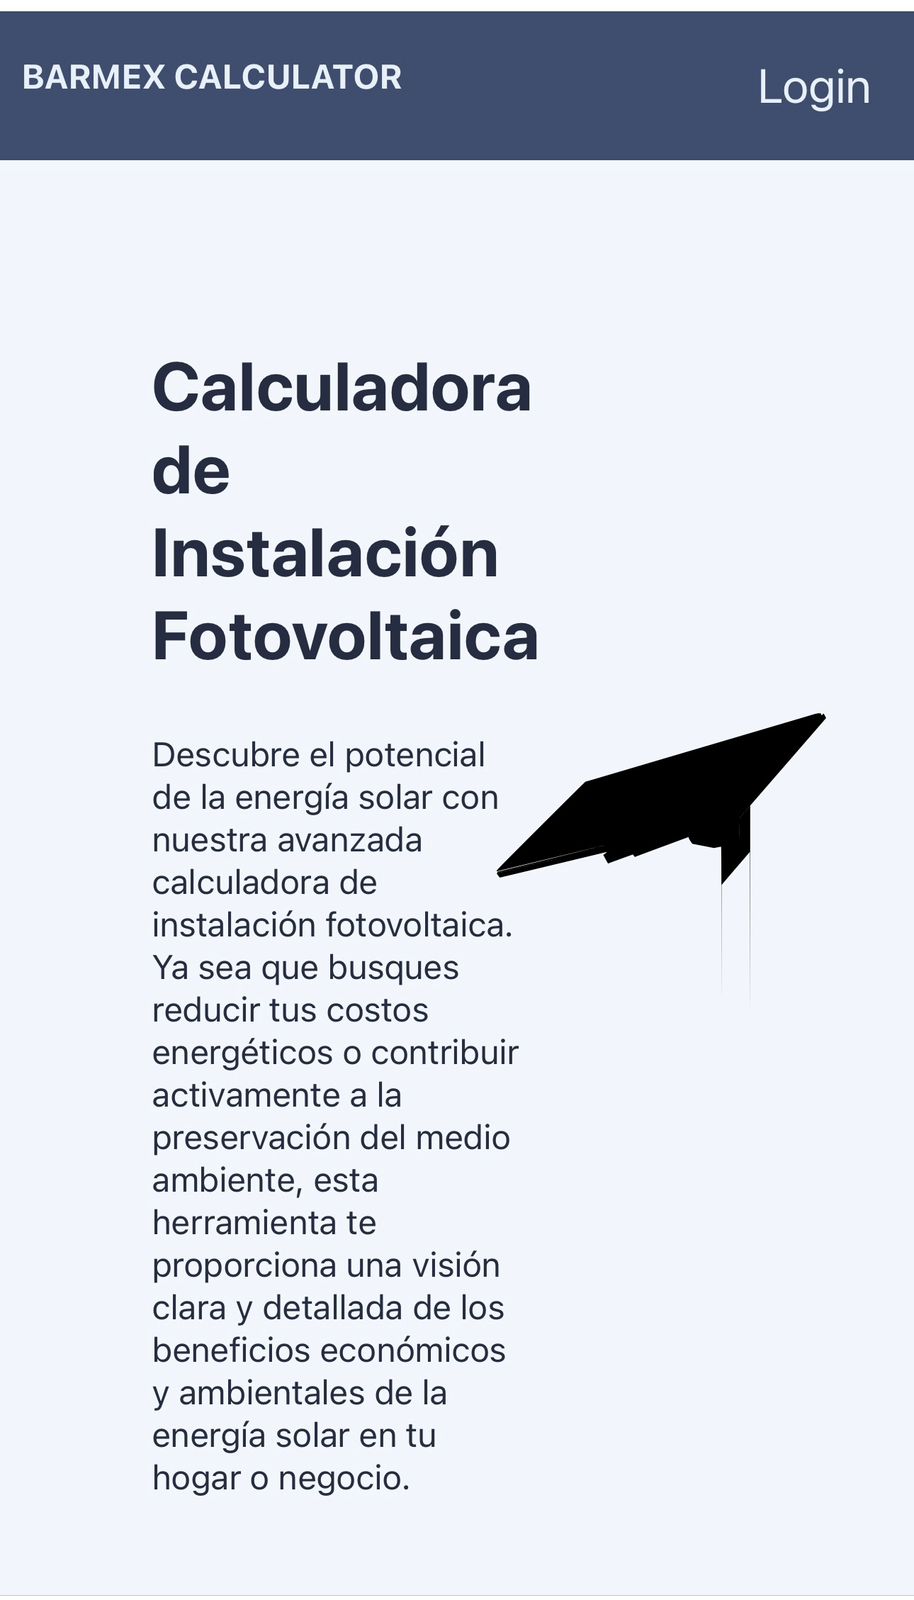 BARMEX CALCULATOR
Login
Calculadora
de
Instalación
Fotovoltaica
Descubre el potencial
de la energía solar con
nuestra avanzada
calculadora de
instalación fotovoltaica.
Ya sea que busques
reducir tus costos
energéticos o contribuir
activamente a la
preservación del medio
ambiente, esta
herramienta te
proporciona una visión
clara y detallada de los
beneficios económicos
y ambientales de la
energía solar en tu
hogar o negocio.